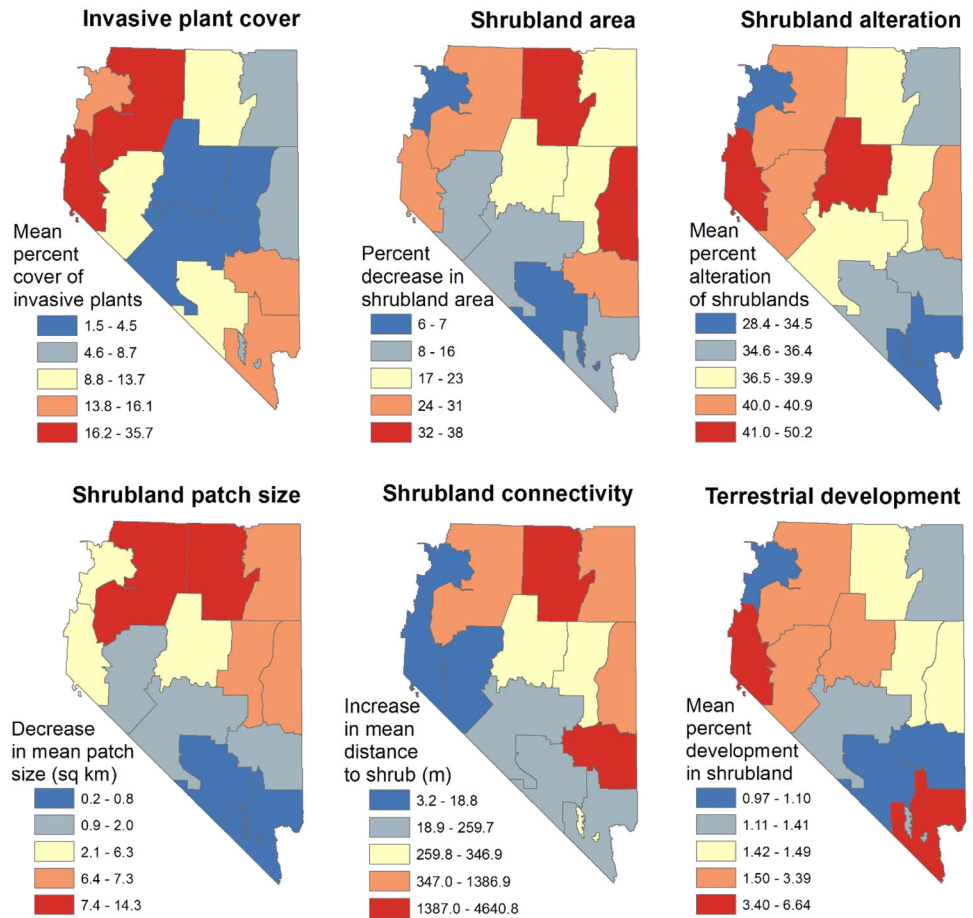 Invasive plant cover
Mean
percent
cover of
invasive plants
1.5 - 4.5
4.6 - 8.7
8.8 - 13.7
13.8 - 16.1
16.2 - 35.7
Shrubland area
Percent
decrease in
shrubland area
6 - 7
8 - 16
17 - 23
24 - 31
32 - 38
Shrubland alteration
Mean
percent
alteration
of shrublands
28.4 - 34.5
34.6 - 36.4
36.5 - 39.9
40.0 - 40.9
41.0 - 50.2
Shrubland patch size
Decrease
in mean patch
size (sq km)
0.2 - 0.8
0.9 - 2.0
2.1 - 6.3
6.4 - 7.3
7.4 - 14.3
Shrubland connectivity
Increase
in mean
distance
to shrub (m)
3.2 - 18.8
18.9 - 259.7
259.8 - 346.9
347.0 - 1386.9
1387.0 - 4640.8
Terrestrial development
Mean
percent
development
in shrubland
0.97 - 1.10
1.11 - 1.41
1.42 - 1.49
1.50 - 3.39
3.40 - 6.64